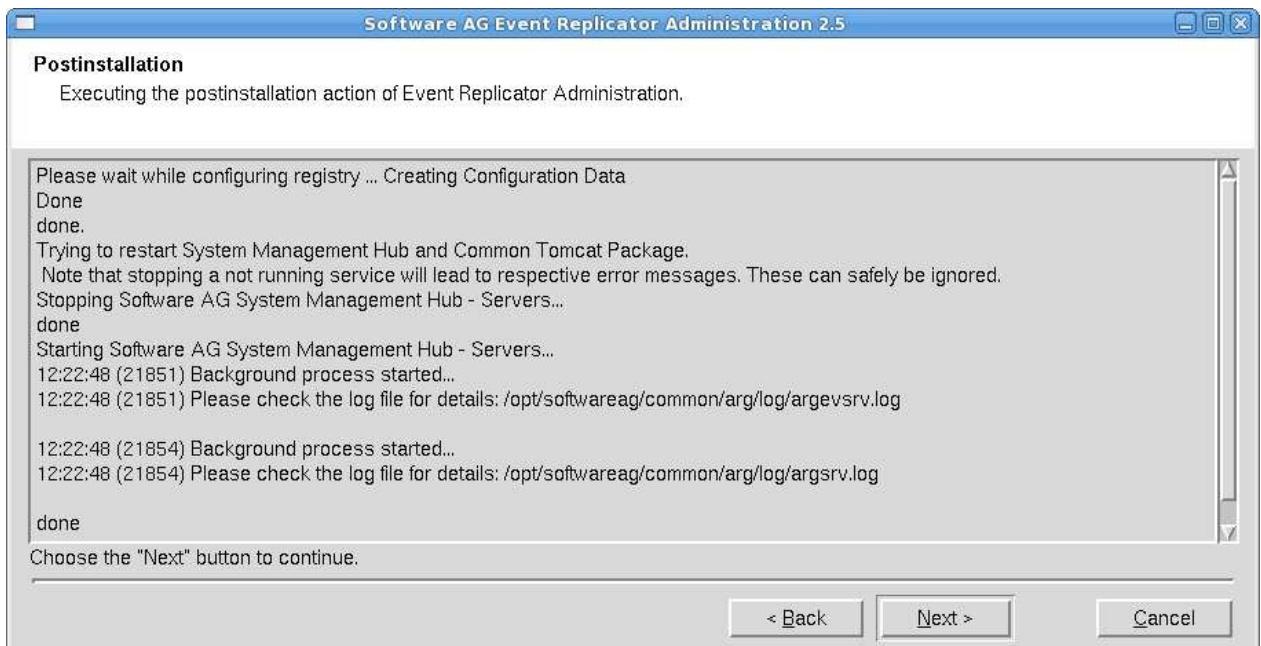 Software AG Event Replicator Administration 2.5
Postinstallation
Executing the postinstallation action of Event Replicator Administration.
Please wait while configuring registry ... Creating Configuration Data
Done
done.
Trying to restart System Management Hub and Common Tomcat Package.
Note that stopping a not running service will lead to respective error messages. These can safely be ignored.
Stopping Software AG System Management Hub - Servers...
done
Starting Software AG System Management Hub - Servers...
12:22:48 (21851) Background process started...
12:22:48 (21851) Please check the log file for details: /opt/softwareag/common/arg/log/argevsrv.log
12:22:48 (21854) Background process started...
12:22:48 (21854) Please check the log file for details: /opt/softwareag/common/arg/log/argsrv.log
done
Choose the "Next" button to continue.
< Back Next > Cancel